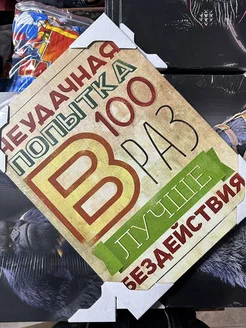 НЕУДАЧНАЯ
ПОПЫТКА
В 100
РАЗ
ЛУЧШЕ
БЕЗДЕЙСТВИЯ